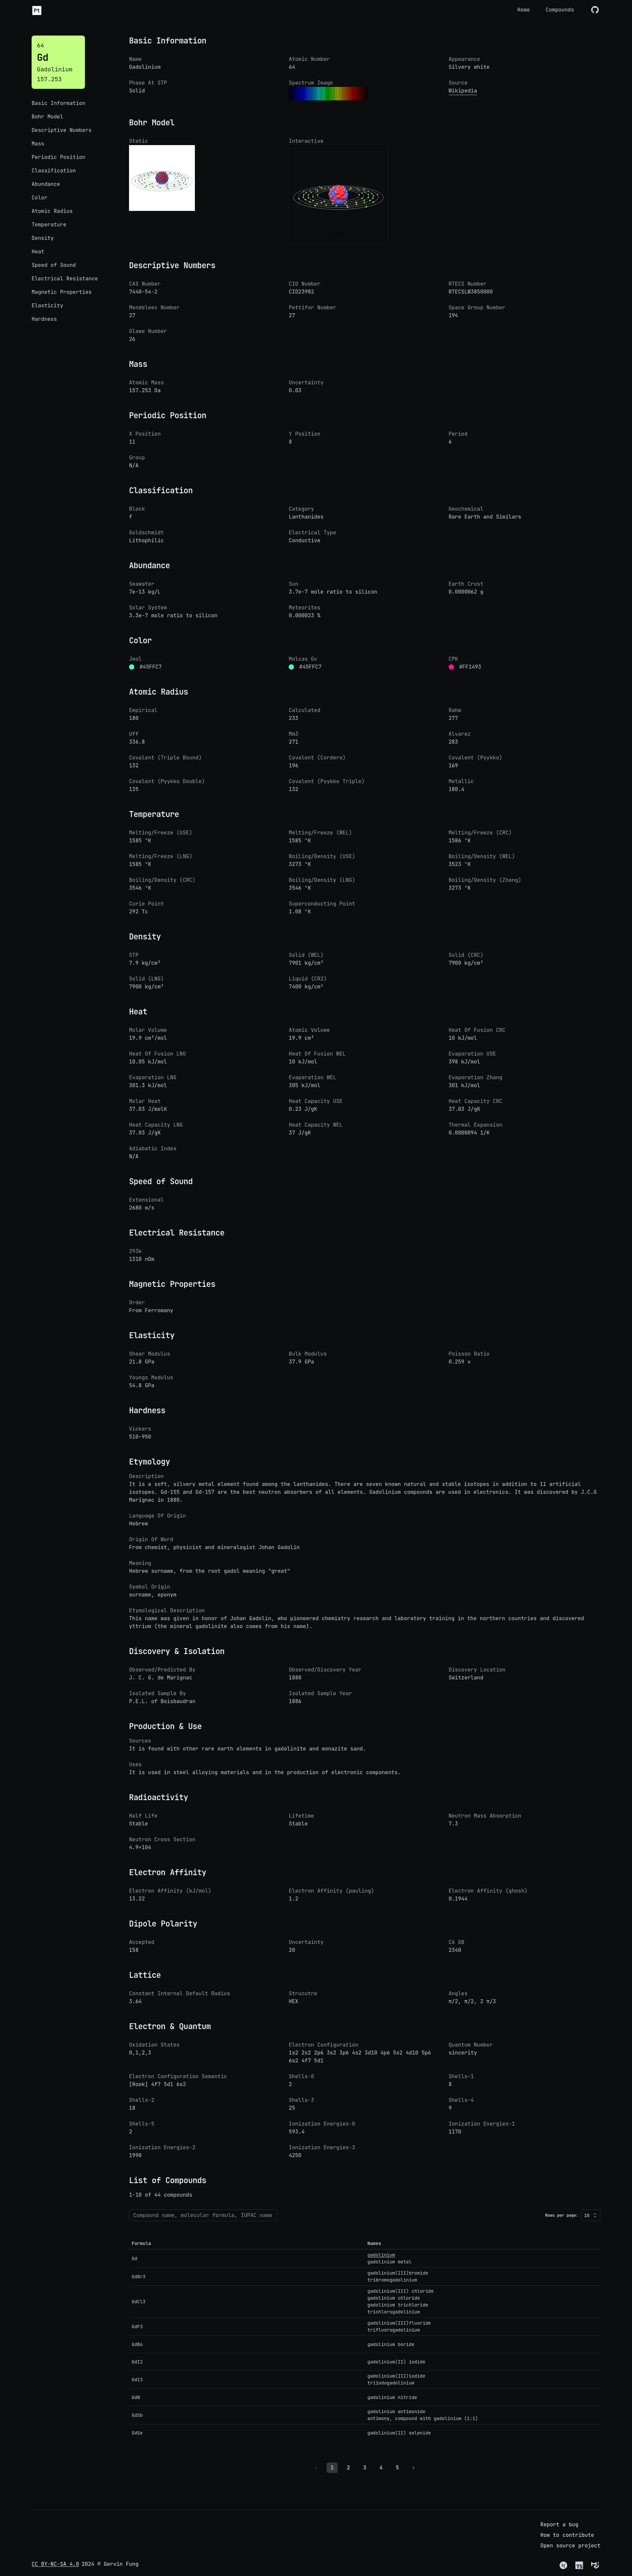 Pt
Home Compounds
64
Gd
Gadolinium
157.253
Basic Information
Bohr Model
Descriptive Numbers
Mass
Periodic Position
Classification
Abundance
Color
Atomic Radius
Temperature
Density
Heat
Speed of Sound
Electrical Resistance
Magnetic Properties
Elasticity
Hardness
Basic Information
Name Atomic Number Appearance
Gadolinium 64 Silvery white
Phase At STP Spectrum Image Source
Solid Wikipedia
Bohr Model
Static Interactive
Descriptive Numbers
CAS Number CID Number RTECS Number
7440-54-2 CID23982 RTECSLW3850000
Mendeleev Number Pettifor Number Space Group Number
27 27 194
Glawe Number
26
Mass
Atomic Mass Uncertainty
157.253 Da 0.03
Periodic Position
X Position Y Position Period
11 8 6
Group
N/A
Classification
Block Category Geochemical
f Lanthanides Rare Earth and Similars
Goldschmidt Electrical Type
Lithophilic Conductive
Abundance
Seawater Sun Earth Crust
7e-13 kg/L 3.7e-7 mole ratio to silicon 0.0000062 g
Solar System Meteorites
3.3e-7 mole ratio to silicon 0.000023 %
Color
Jmol Molcas Gv CPK
#45FFC7 #45FFC7 #FF1493
Atomic Radius
Empirical Calculated Rahm
180 233 277
Uff Mm3 Alvarez
336.8 271 283
Covalent (Triple Bound) Covalent (Cordero) Covalent (Pyykko)
132 196 169
Covalent (Pyykko Double) Covalent (Pyykko Triple) Metallic
135 132 180.4
Temperature
Melting/Freeze (USE) Melting/Freeze (WEL) Melting/Freeze (CRC)
1585 °K 1585 °K 1586 °K
Melting/Freeze (LNG) Boiling/Density (USE) Boiling/Density (WEL)
1585 °K 3273 °K 3523 °K
Boiling/Density (CRC) Boiling/Density (LNG) Boiling/Density (Zhang)
3546 °K 3546 °K 3273 °K
Curie Point Superconducting Point
292 Tc 1.08 °K
Density
STP Solid (WEL) Solid (CRC)
7.9 kg/cm³ 7901 kg/cm³ 7900 kg/cm³
Solid (LNG) Liquid (CR2)
7900 kg/cm³ 7400 kg/cm³
Heat
Molar Volume Atomic Volume Heat Of Fusion CRC
19.9 cm³/mol 19.9 cm³ 10 kJ/mol
Heat Of Fusion LNG Heat Of Fusion WEL Evaporation USE
10.05 kJ/mol 10 kJ/mol 398 kJ/mol
Evaporation LNG Evaporation WEL Evaporation Zhang
301.3 kJ/mol 305 kJ/mol 301 kJ/mol
Molar Heat Heat Capacity USE Heat Capacity CRC
37.03 J/molK 0.23 J/gK 37.03 J/gK
Heat Capacity LNG Heat Capacity WEL Thermal Expansion
37.03 J/gK 37 J/gK 0.0000094 1/K
Adiabatic Index
N/A
Speed of Sound
Extensional
2680 m/s
Electrical Resistance
293k
1310 nΩm
Magnetic Properties
Order
From Ferromany
Elasticity
Shear Modulus Bulk Modulus Poisson Ratio
21.8 GPa 37.9 GPa 0.259 v
Youngs Modulus
54.8 GPa
Hardness
Vickers
510-950
Etymology
Description
It is a soft, silvery metal element found among the lanthanides. There are seven known natural and stable isotopes in addition to 11 artificial
isotopes. Gd-155 and Gd-157 are the best neutron absorbers of all elements. Gadolinium compounds are used in electronics. It was discovered by J.C.G
Marignac in 1880.
Language Of Origin
Hebrew
Origin Of Word
From chemist, physicist and mineralogist Johan Gadolin
Meaning
Hebrew surname, from the root gadol meaning "great"
Symbol Origin
surname, eponym
Etymological Description
This name was given in honor of Johan Gadolin, who pioneered chemistry research and laboratory training in the northern countries and discovered
yttrium (the mineral gadolinite also comes from his name).
Discovery & Isolation
Observed/Predicted By Observed/Discovery Year Discovery Location
J. C. G. de Marignac 1880 Switzerland
Isolated Sample By Isolated Sample Year
P.E.L. of Boisbaudran 1886
Production & Use
Sources
It is found with other rare earth elements in gadolinite and monazite sand.
Uses
It is used in steel alloying materials and in the production of electronic components.
Radioactivity
Half Life Lifetime Neutron Mass Absorption
Stable Stable 7.3
Neutron Cross Section
4.9×104
Electron Affinity
Electron Affinity (kJ/mol) Electron Affinity (pauling) Electron Affinity (ghosh)
13.22 1.2 0.1944
Dipole Polarity
Accepted Uncertainty C6 GB
158 20 2340
Lattice
Constant Internal Default Radius Strucutre Angles
3.64 HEX π/2, π/2, 2 π/3
Electron & Quantum
Oxidation States Electron Configuration Quantum Number
0,1,2,3 1s2 2s2 2p6 3s2 3p6 4s2 3d10 4p6 5s2 4d10 5p6 sincerity
6s2 4f7 5d1
Electron Configuration Semantic Shells-0 Shells-1
[Rook] 4f7 5d1 6s2 2 8
Shells-2 Shells-3 Shells-4
18 25 9
Shells-5 Ionization Energies-0 Ionization Energies-1
2 593.4 1170
Ionization Energies-2 Ionization Energies-3
1990 4250
List of Compounds
1-10 of 44 compounds
Compound name, molecular formula, IUPAC name Rows per page: 10
Formula Names
Gd gadolinium
gadolinium metal
GdBr3 gadolinium(III)bromide
tribromogadolinium
GdCl3 gadolinium(III) chloride
gadolinium chloride
gadolinium trichloride
trichlorogadolinium
GdF3 gadolinium(III)fluoride
trifluorogadolinium
GdB6 gadolinium boride
GdI2 gadolinium(II) iodide
GdI3 gadolinium(III)iodide
triiodogadolinium
GdN gadolinium nitride
GdSb gadolinium antimonide
antimony, compound with gadolinium (1:1)
GdSe gadolinium(II) selenide
‹ 1 2 3 4 5 ›
Report a bug
How to contribute
Open source project
CC BY-NC-SA 4.0 2024 © Gervin Fung